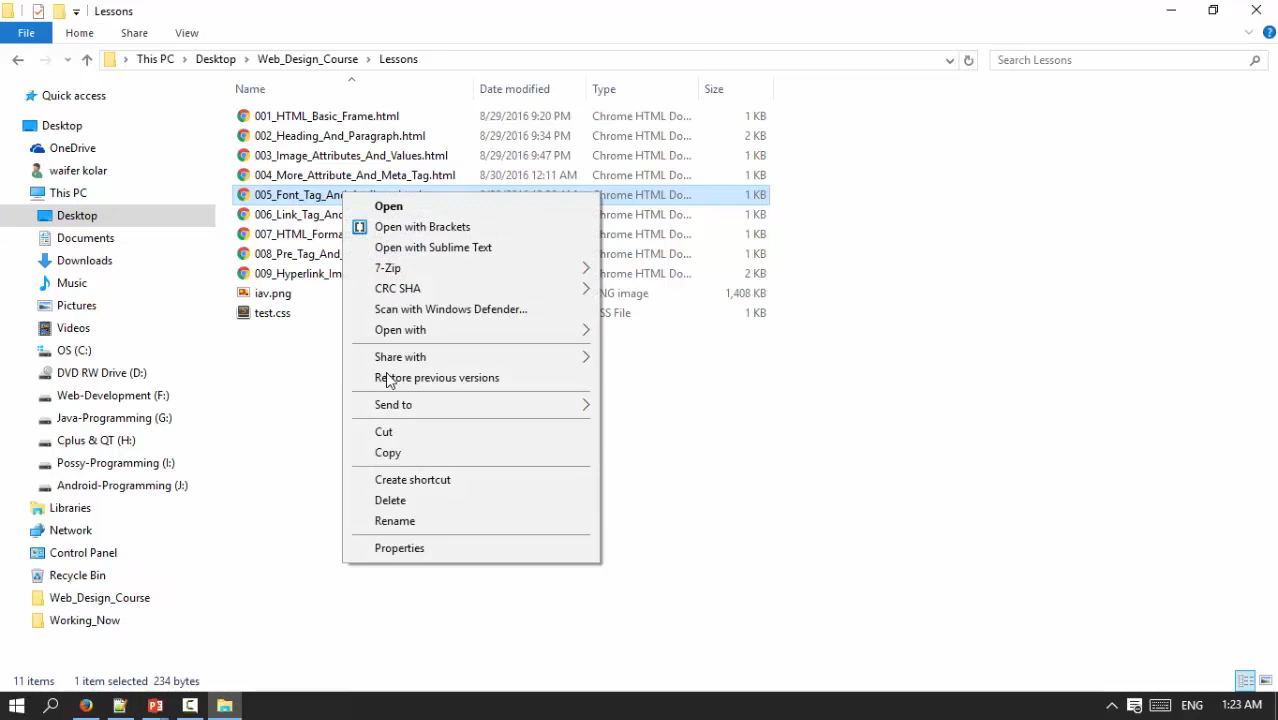 Lessons
File Home Share View
This PC Desktop Web_Design_Course Lessons
Search Lessons
Name Date modified Type Size
Quick access
Desktop
OneDrive
waifer kolar
This PC
Desktop
Documents
Downloads
Music
Pictures
Videos
OS (C:)
DVD RW Drive (D:)
Web-Development (F:)
Java-Programming (G:)
Cplus & QT (H:)
Possy-Programming (I:)
Android-Programming (J:)
Libraries
Network
Control Panel
Recycle Bin
Web_Design_Course
Working_Now
001_HTML_Basic_Frame.html 8/29/2016 9:20 PM Chrome HTML Do... 1 KB
002_Heading_And_Paragraph.html 8/29/2016 9:34 PM Chrome HTML Do... 2 KB
003_Image_Attributes_And_Values.html 8/29/2016 9:47 PM Chrome HTML Do... 1 KB
004_More_Attribute_And_Meta_Tag.html 8/30/2016 12:11 AM Chrome HTML Do... 1 KB
005_Font_Tag_An Chrome HTML Do... 1 KB
006_Link_Tag_An Chrome HTML Do... 1 KB
007_HTML_Forma Chrome HTML Do... 1 KB
008_Pre_Tag_And_ Chrome HTML Do... 1 KB
009_Hyperlink_Im Chrome HTML Do... 2 KB
iav.png NG image 1,408 KB
test.css SS File 1 KB
Open
Open with Brackets
Open with Sublime Text
7-Zip
CRC SHA
Scan with Windows Defender...
Open with
Share with
Restore previous versions
Send to
Cut
Copy
Create shortcut
Delete
Rename
Properties
11 items 1 item selected 234 bytes
ENG 1:23 AM